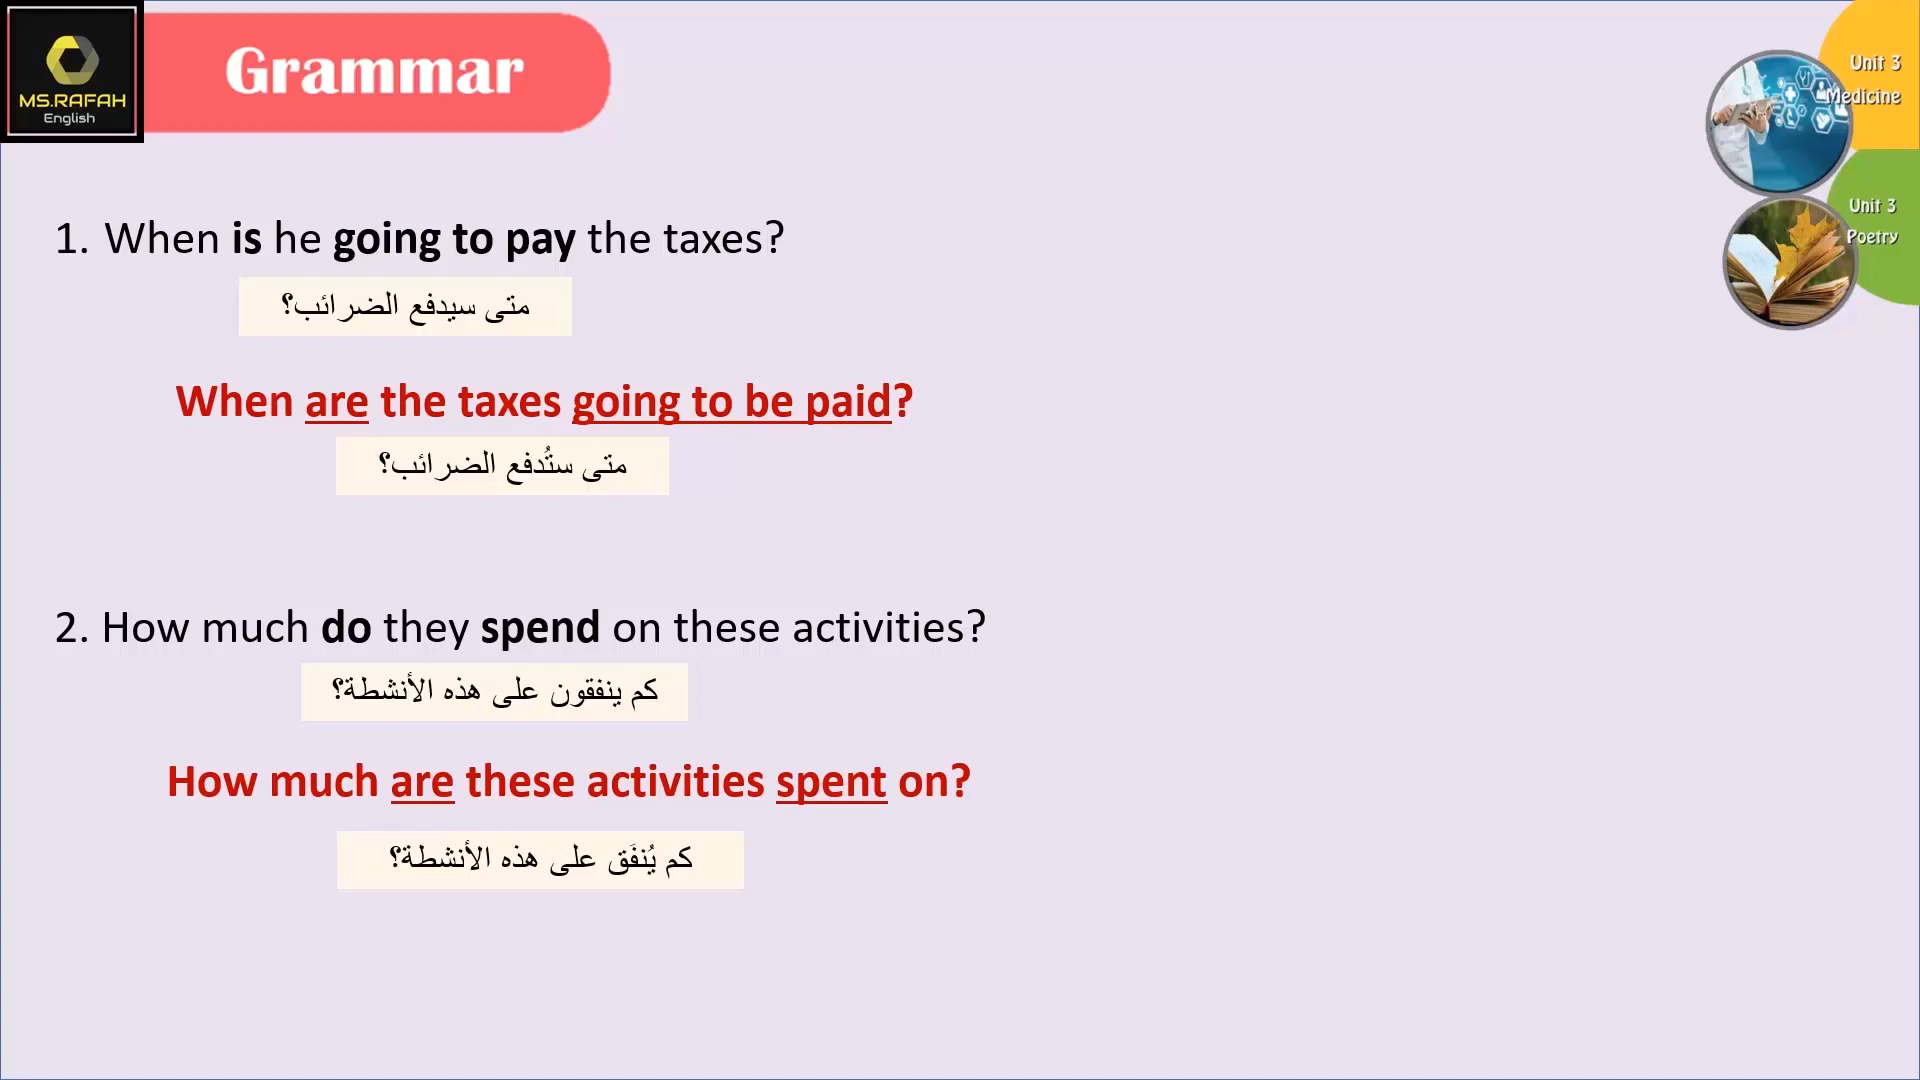 MS.RAFAH
English
Grammar
Unit 3
Medicine
Unit 3
Poetry
1. When is he going to pay the taxes?
متى سيدفع الضرائب؟
When are the taxes going to be paid?
متى ستُدفع الضرائب؟
2. How much do they spend on these activities?
كم ينفقون على هذه الأنشطة؟
How much are these activities spent on?
كم يُنفَق على هذه الأنشطة؟